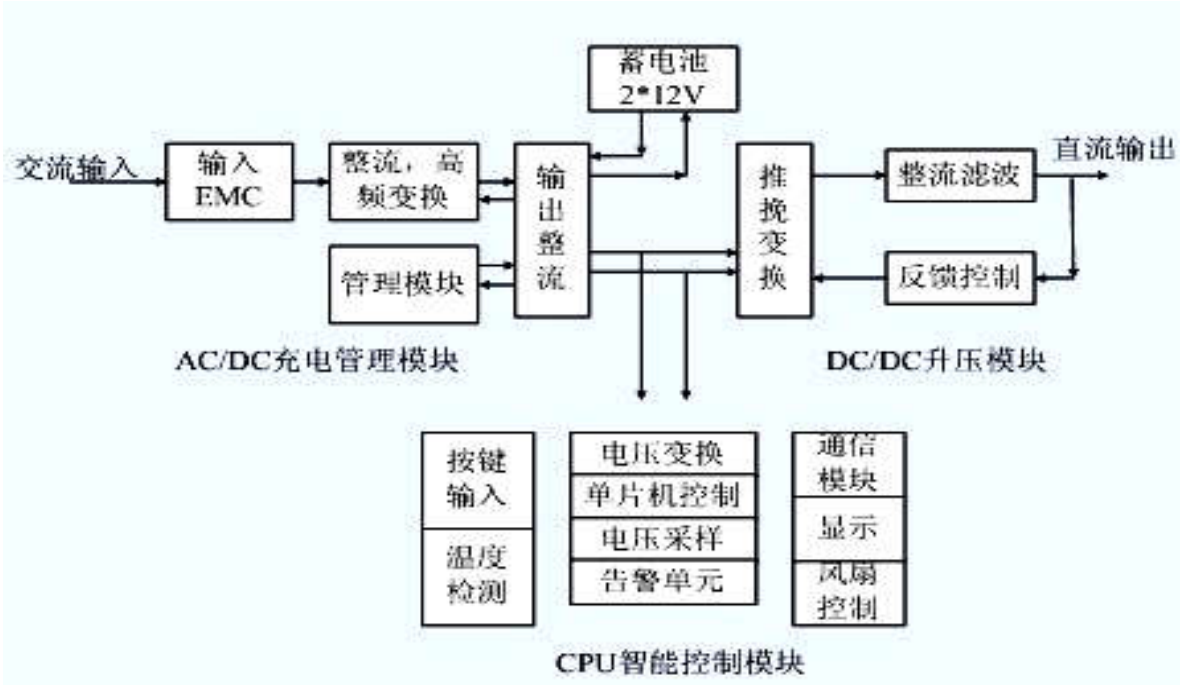 蓄电池
2*12V
交流输入
输入
EMC
整流，高
频变换
输
出
整
流
推
挽
变
换
整流滤波
直流输出
管理模块
反馈控制
AC/DC充电管理模块
DC/DC升压模块
按键
输入
温度
检测
电压变换
单片机控制
电压采样
告警单元
通信
模块
显示
风扇
控制
CPU智能控制模块